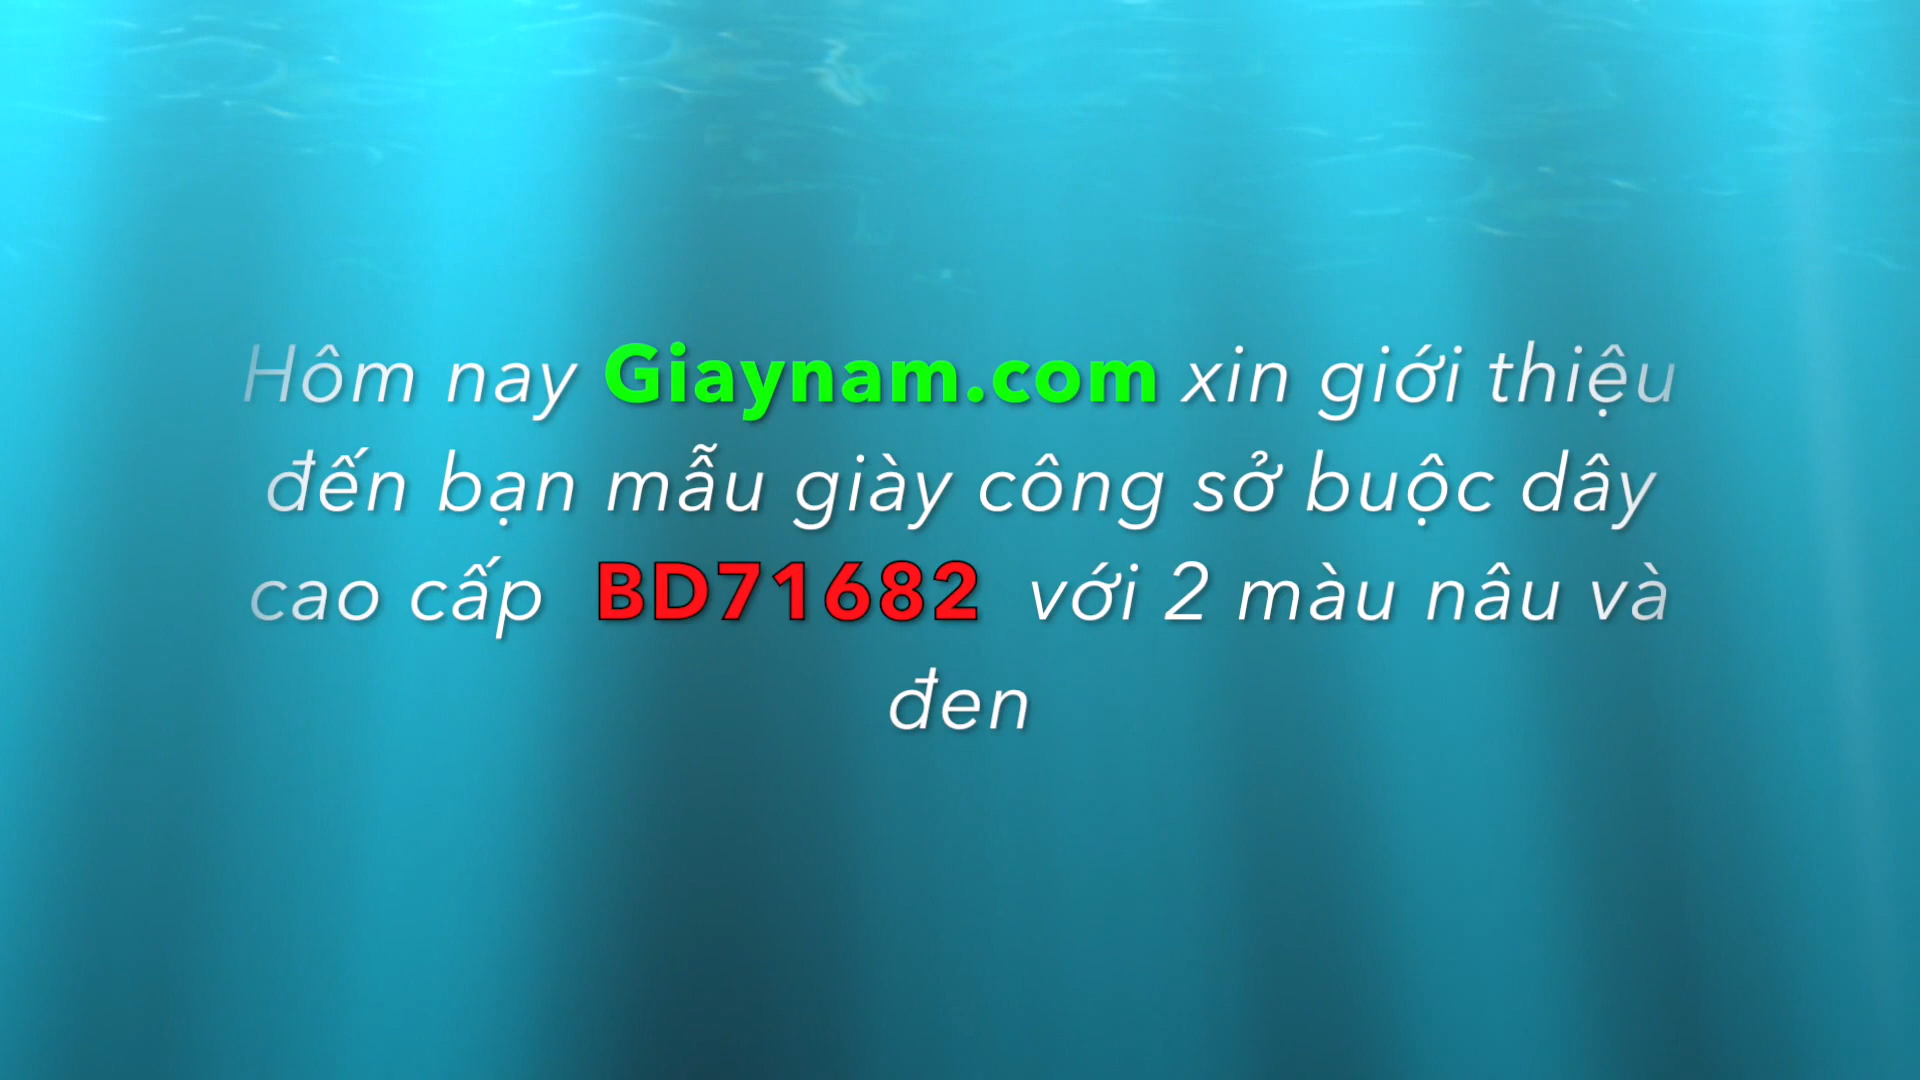 Hôm nay Giaynam.com xin giới thiệu
đến bạn mẫu giày công sở buộc dây
cao cấp BD71682 với 2 màu nâu và
đen